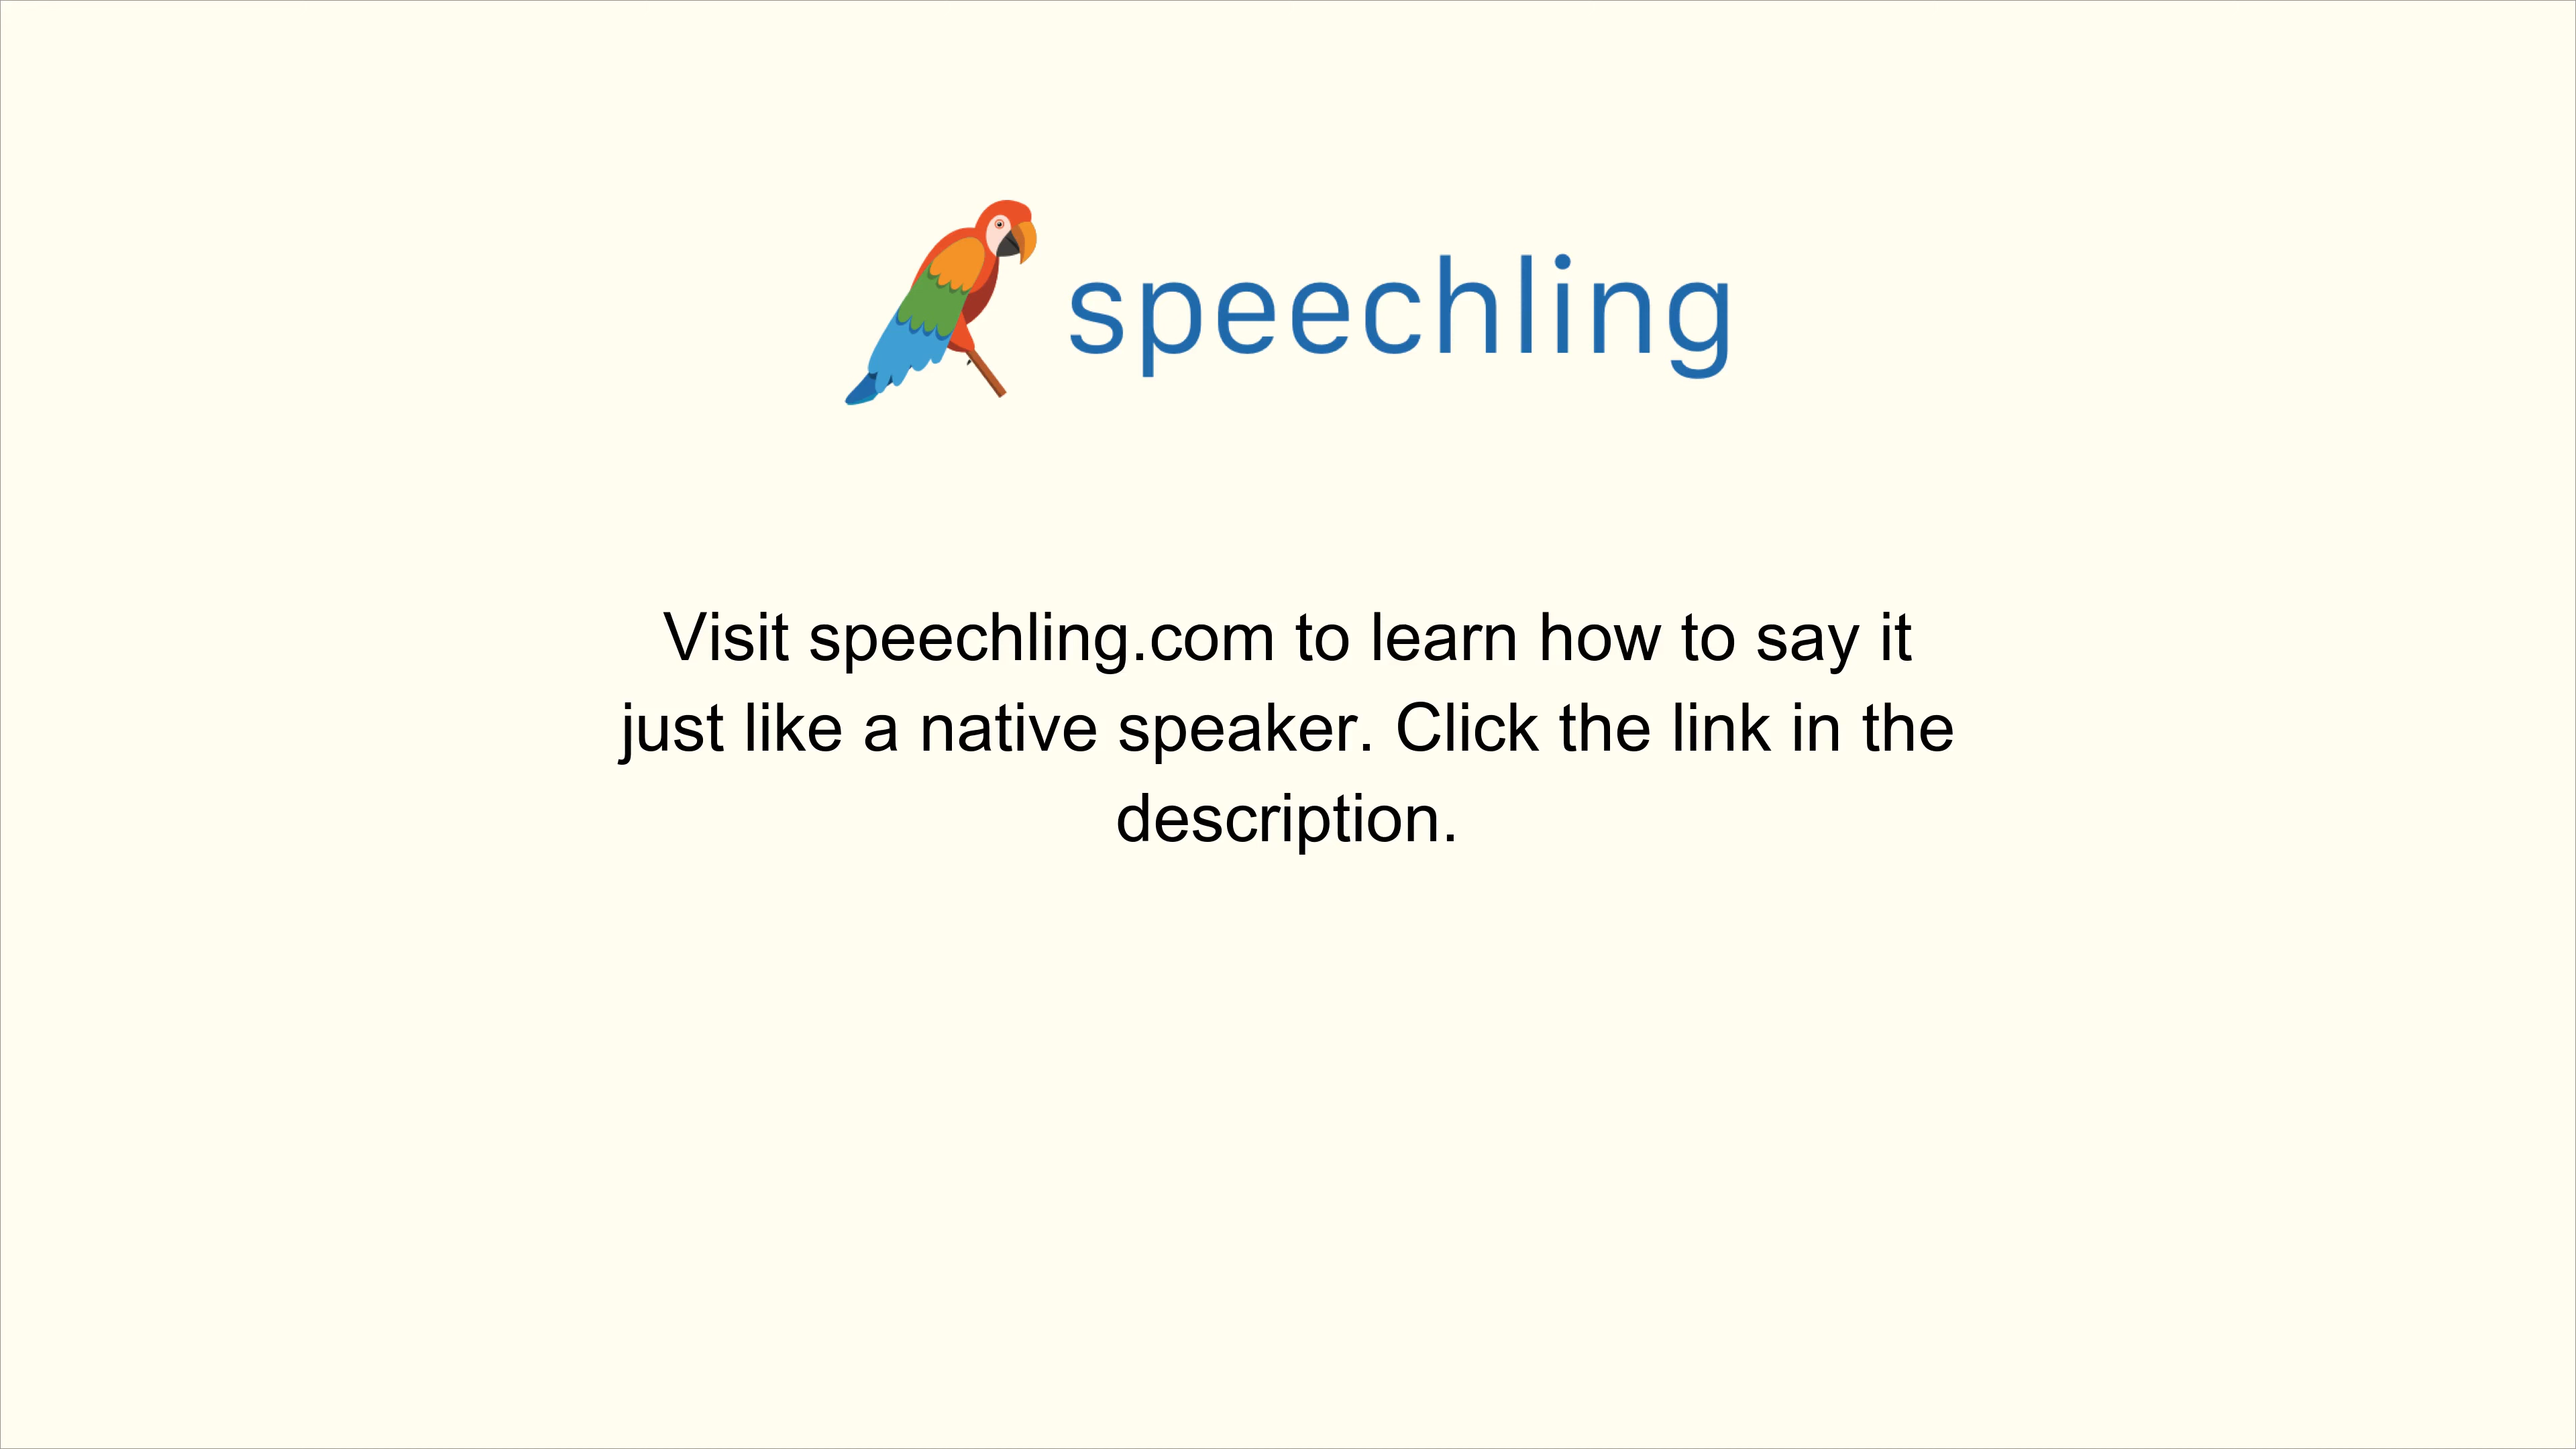 speechling
Visit speechling.com to learn how to say it
just like a native speaker. Click the link in the
description.